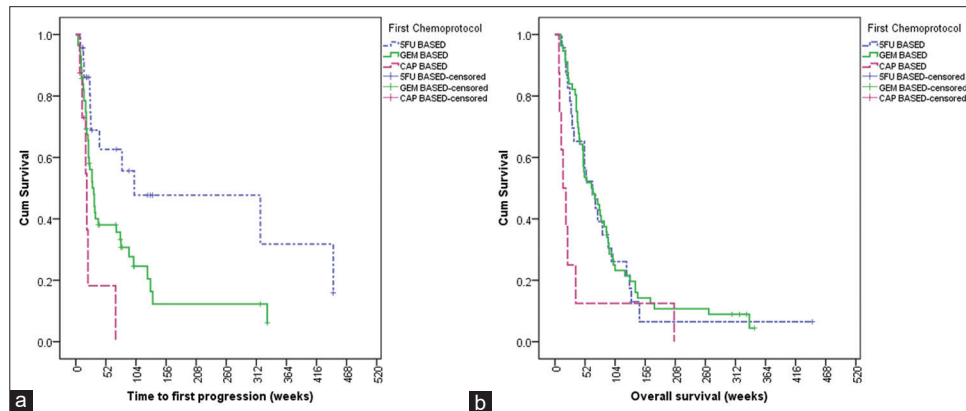 First Chemoprotocol
5FU BASED
GEM BASED
CAP BASED
5FU BASED-censored
GEM BASED-censored
CAP BASED-censored
Cum Survival
1.0
0.8
0.6
0.4
0.2
0.0
0 52 104 156 208 260 312 364 416 468 520
Time to first progression (weeks)
a
First Chemoprotocol
5FU BASED
GEM BASED
CAP BASED
5FU BASED-censored
GEM BASED-censored
CAP BASED-censored
Cum Survival
1.0
0.8
0.6
0.4
0.2
0.0
0 52 104 156 208 260 312 364 416 468 520
Overall survival (weeks)
b